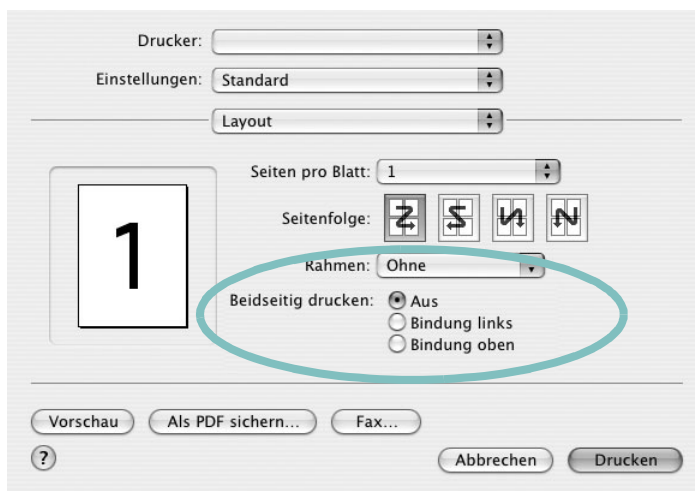 Drucker:
Einstellungen: Standard
Layout
Seiten pro Blatt: 1
Seitenfolge:
Rahmen: Ohne
1
Beidseitig drucken: Aus
Bindung links
Bindung oben
Vorschau Als PDF sichern... Fax...
? Abbrechen Drucken